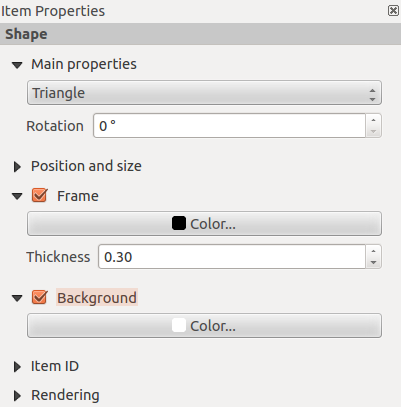 Item Properties
Shape
Main properties
Triangle
Rotation 0 °
Position and size
Frame
Color...
Thickness 0.30
Background
Color...
Item ID
Rendering